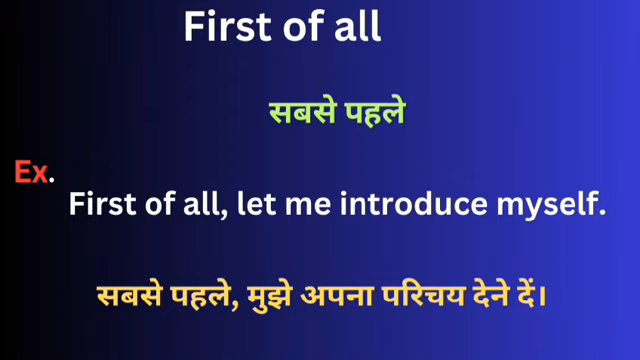 First of all
सबसे पहले
Ex.
First of all, let me introduce myself.
सबसे पहले, मुझे अपना परिचय देने दें।